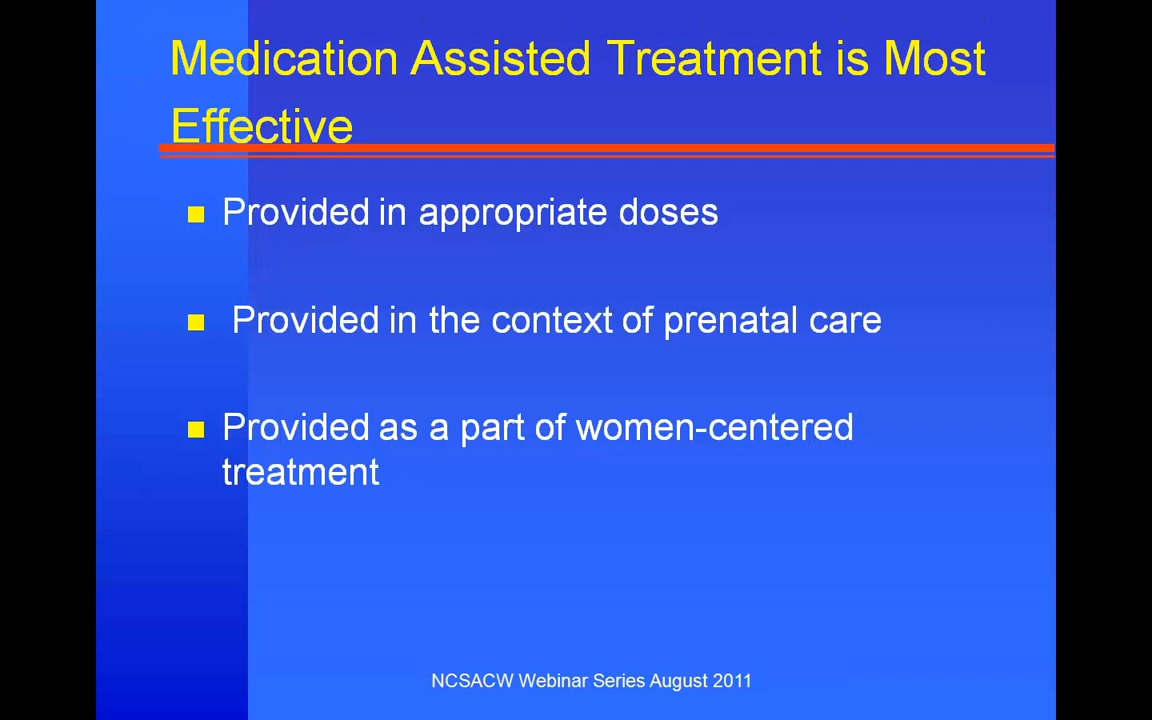 Medication Assisted Treatment is Most
Effective
Provided in appropriate doses
Provided in the context of prenatal care
Provided as a part of women-centered
treatment
NCSACW Webinar Series August 2011